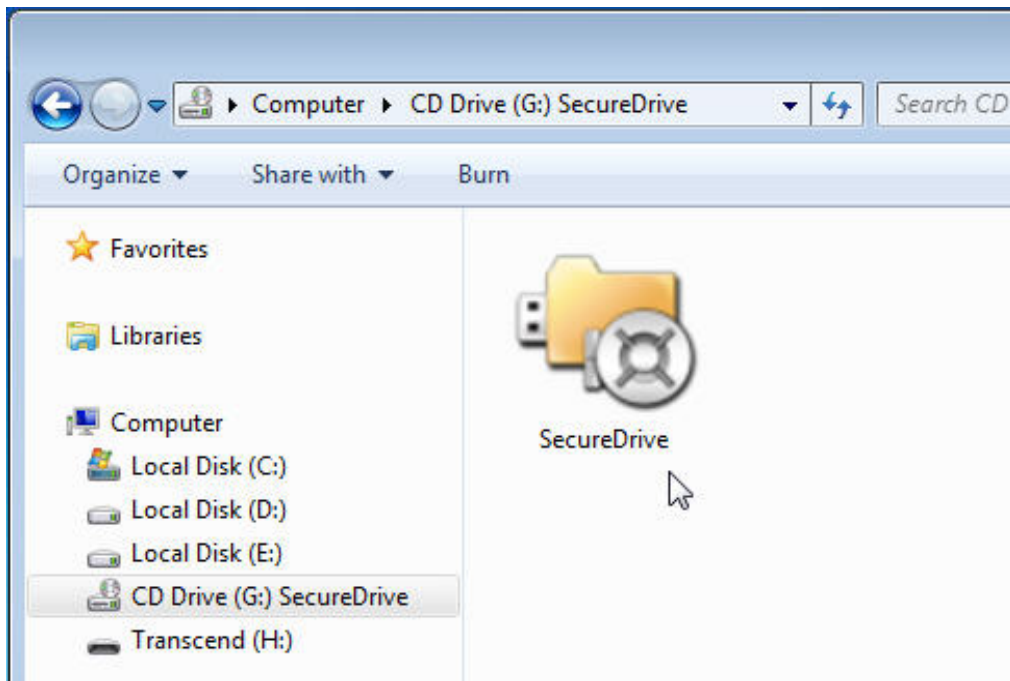 Computer CD Drive (G:) SecureDrive
Search CD
Organize Share with Burn
Favorites
Libraries
Computer
Local Disk (C:)
Local Disk (D:)
Local Disk (E:)
CD Drive (G:) SecureDrive
Transcend (H:)
SecureDrive